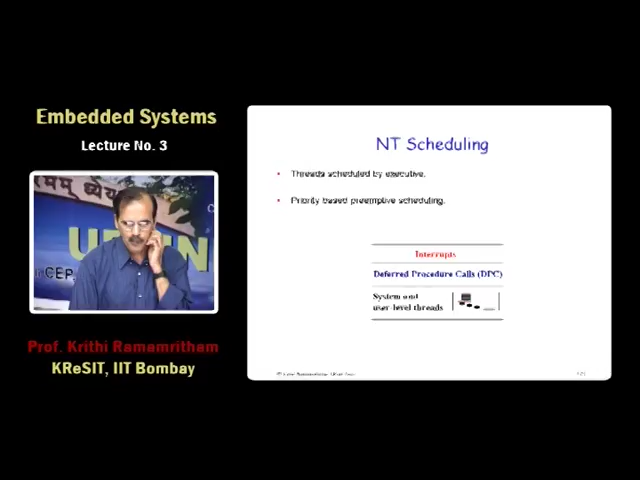 Embedded Systems
Lecture No. 3
Prof. Krithi Ramamritham
KReSIT, IIT Bombay
NT Scheduling
• Threads scheduled by executive.
• Priority based preemptive scheduling.
Interrupts
Deferred Procedure Calls (DPC)
System and
user-level threads